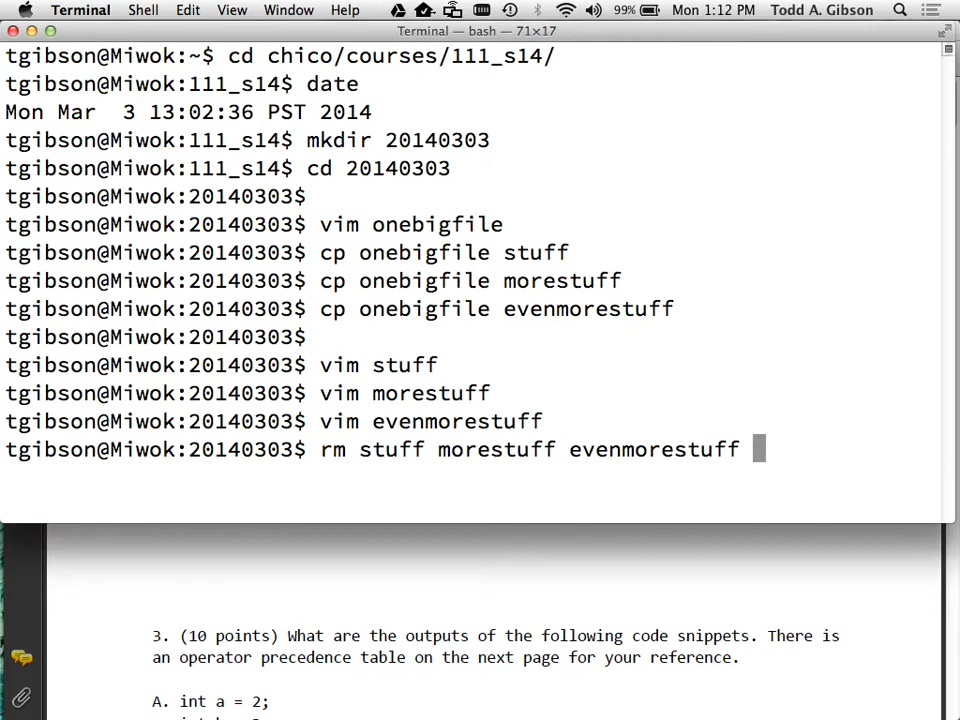 Terminal Shell Edit View Window Help 99% Mon 1:12 PM Todd A. Gibson
Terminal — bash — 71×17
tgibson@Miwok:~$ cd chico/courses/111_s14/
tgibson@Miwok:111_s14$ date
Mon Mar  3 13:02:36 PST 2014
tgibson@Miwok:111_s14$ mkdir 20140303
tgibson@Miwok:111_s14$ cd 20140303
tgibson@Miwok:20140303$
tgibson@Miwok:20140303$ vim onebigfile
tgibson@Miwok:20140303$ cp onebigfile stuff
tgibson@Miwok:20140303$ cp onebigfile morestuff
tgibson@Miwok:20140303$ cp onebigfile evenmorestuff
tgibson@Miwok:20140303$
tgibson@Miwok:20140303$ vim stuff
tgibson@Miwok:20140303$ vim morestuff
tgibson@Miwok:20140303$ vim evenmorestuff
tgibson@Miwok:20140303$ rm stuff morestuff evenmorestuff
3. (10 points) What are the outputs of the following code snippets. There is
an operator precedence table on the next page for your reference.
A. int a = 2;